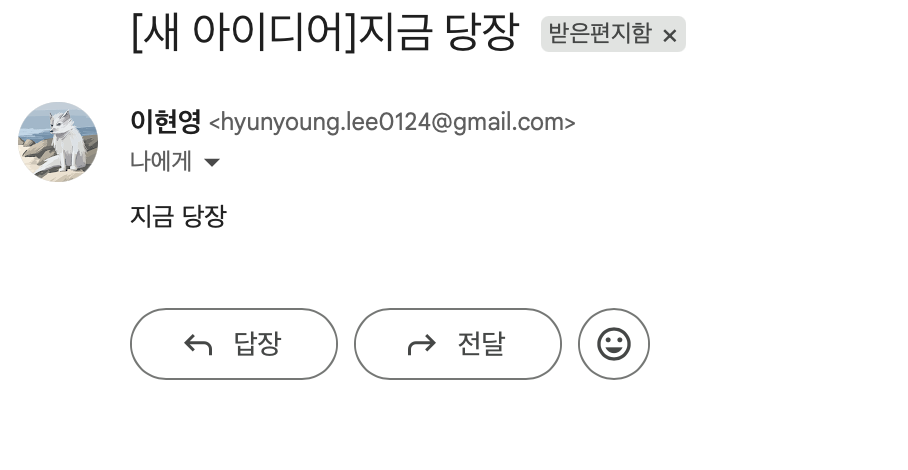 [새 아이디어]지금 당장 받은편지함 ×
이현영 <hyunyoung.lee0124@gmail.com>
나에게
지금 당장
답장 전달